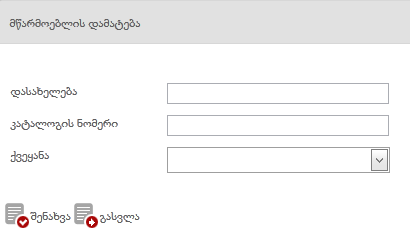 მწარმოებლის დამატება
დასახელება
კატალოგის ნომერი
ქვეყანა
შენახვა გასვლა